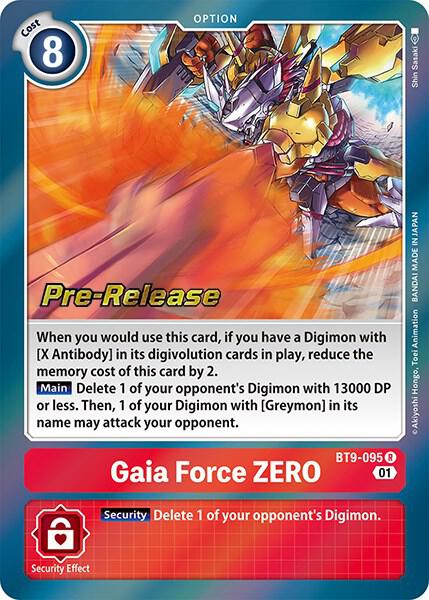 OPTION
Cost
8
Shin Sasaki
©Akiyoshi Hongo, Toei Animation BANDAI MADE IN JAPAN
Pre-Release
When you would use this card, if you have a Digimon with
[X Antibody] in its digivolution cards in play, reduce the
memory cost of this card by 2.
Main Delete 1 of your opponent's Digimon with 13000 DP
or less. Then, 1 of your Digimon with [Greymon] in its
name may attack your opponent.
BT9-095 R
Gaia Force ZERO
01
Security Delete 1 of your opponent's Digimon.
Security Effect